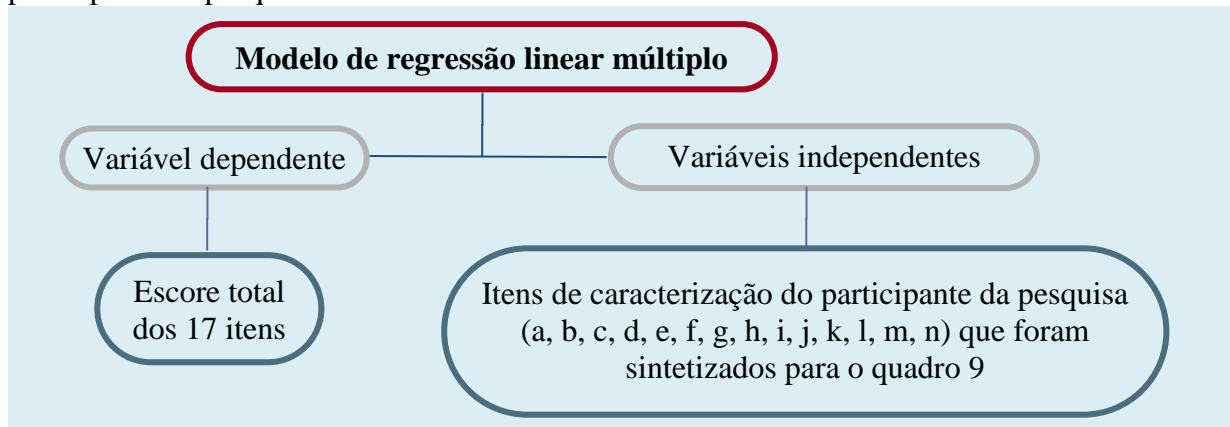 Modelo de regressão linear múltiplo
Variável dependente
Variáveis independentes
Escore total
dos 17 itens
Itens de caracterização do participante da pesquisa
(a, b, c, d, e, f, g, h, i, j, k, l, m, n) que foram
sintetizados para o quadro 9